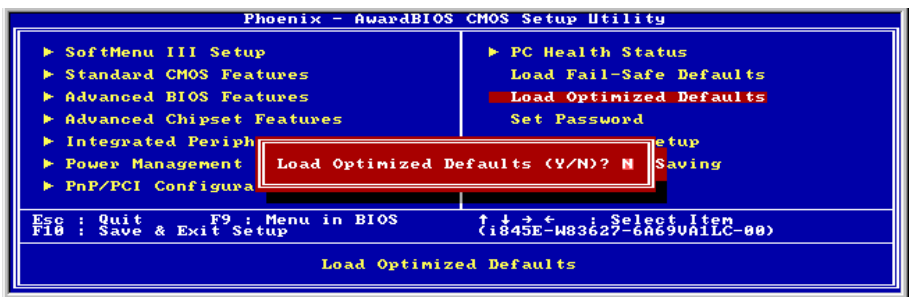 Phoenix - AwardBIOS CMOS Setup Utility
► SoftMenu III Setup
► Standard CMOS Features
► Advanced BIOS Features
► Advanced Chipset Features
► Integrated Periph
► Power Management
► PnP/PCI Configura
► PC Health Status
Load Fail-Safe Defaults
Load Optimized Defaults
Set Password
etup
Saving
Load Optimized Defaults (Y/N)? N
Esc : Quit F9 : Menu in BIOS ↑ ↓ → ← : Select Item
F10 : Save & Exit Setup (i845E-W83627-6A69VA1LC-00)
Load Optimized Defaults